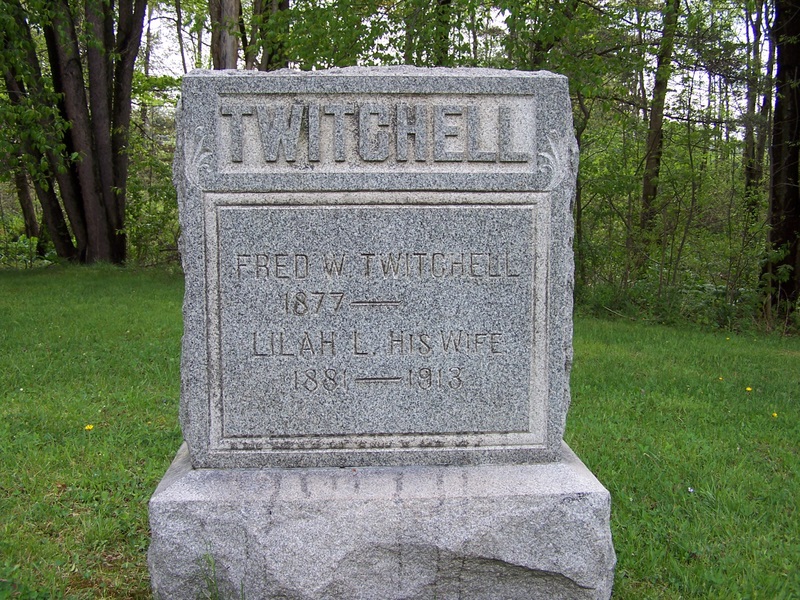 TWITCHELL
FRED W. TWITCHELL
1877 —
LILAH L. HIS WIFE
1881 — 1913